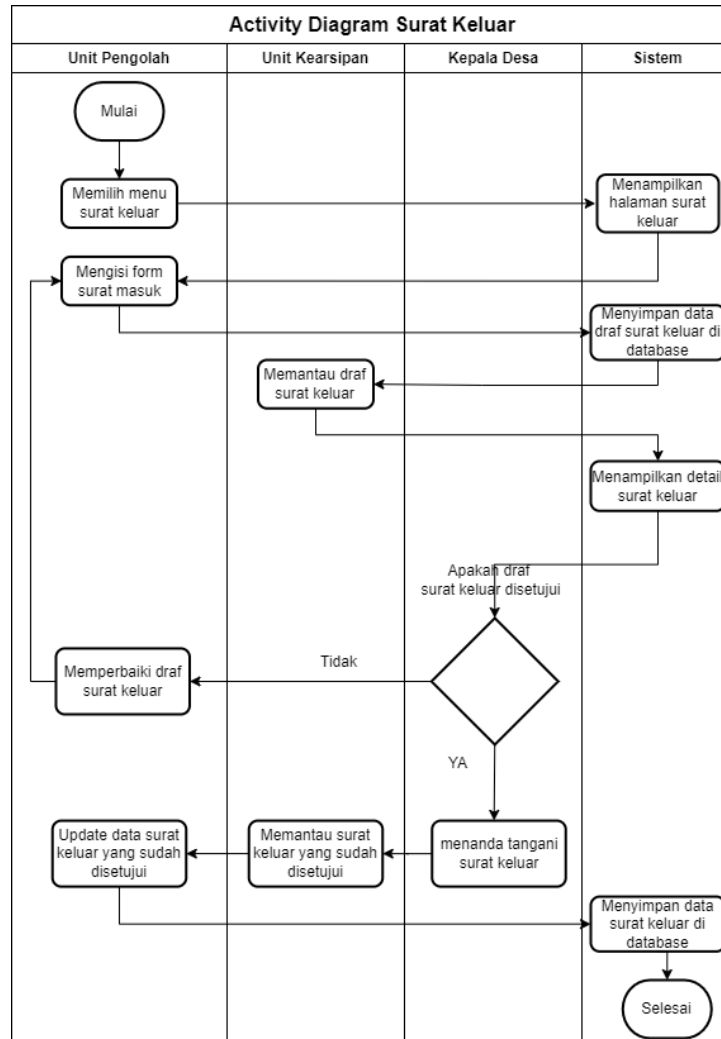 Activity Diagram Surat Keluar
Unit Pengolah
Unit Kearsipan
Kepala Desa
Sistem
Mulai
Memilih menu
surat keluar
Menampilkan
halaman surat
keluar
Mengisi form
surat masuk
Menyimpan data
draf surat keluar di
database
Memantau draf
surat keluar
Menampilkan detail
surat keluar
Apakah draf
surat keluar disetujui
Tidak
Memperbaiki draf
surat keluar
YA
Update data surat
keluar yang sudah
disetujui
Memantau surat
keluar yang sudah
disetujui
menanda tangani
surat keluar
Menyimpan data
surat keluar di
database
Selesai